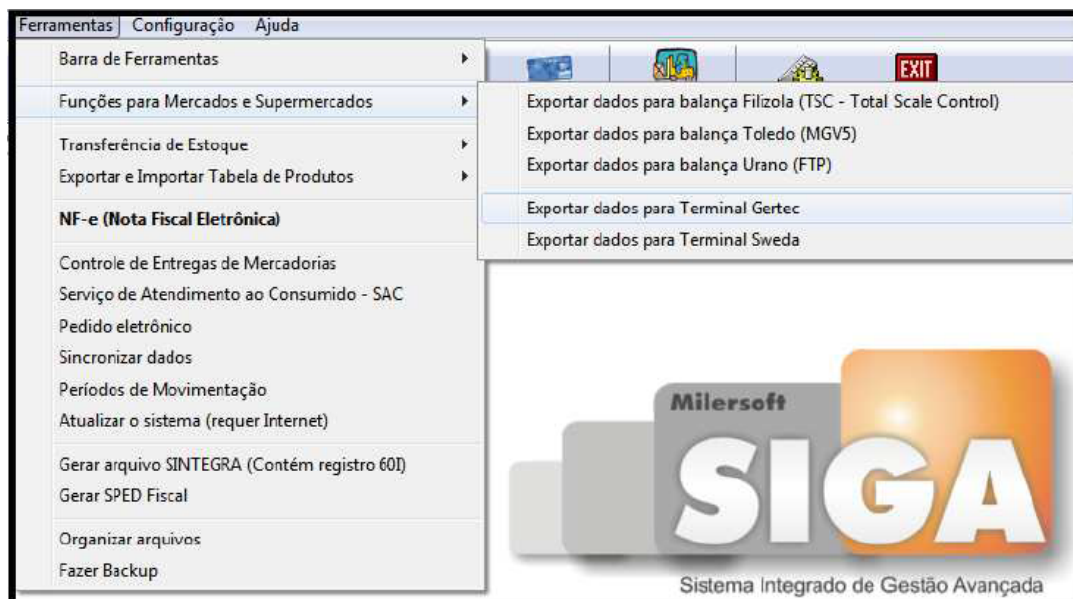 Ferramentas Configuração Ajuda
Barra de Ferramentas
EXIT
Funções para Mercados e Supermercados
Exportar dados para balança Filizola (TSC - Total Scale Control)
Exportar dados para balança Toledo (MGV5)
Exportar dados para balança Urano (FTP)
Exportar dados para Terminal Gertec
Exportar dados para Terminal Sweda
Transferência de Estoque
Exportar e Importar Tabela de Produtos
NF-e (Nota Fiscal Eletrônica)
Controle de Entregas de Mercadorias
Serviço de Atendimento ao Consumido - SAC
Pedido eletrônico
Sincronizar dados
Períodos de Movimentação
Atualizar o sistema (requer Internet)
Gerar arquivo SINTEGRA (Contém registro 60I)
Gerar SPED Fiscal
Organizar arquivos
Fazer Backup
Milersoft
SIGA
Sistema Integrado de Gestão Avançada